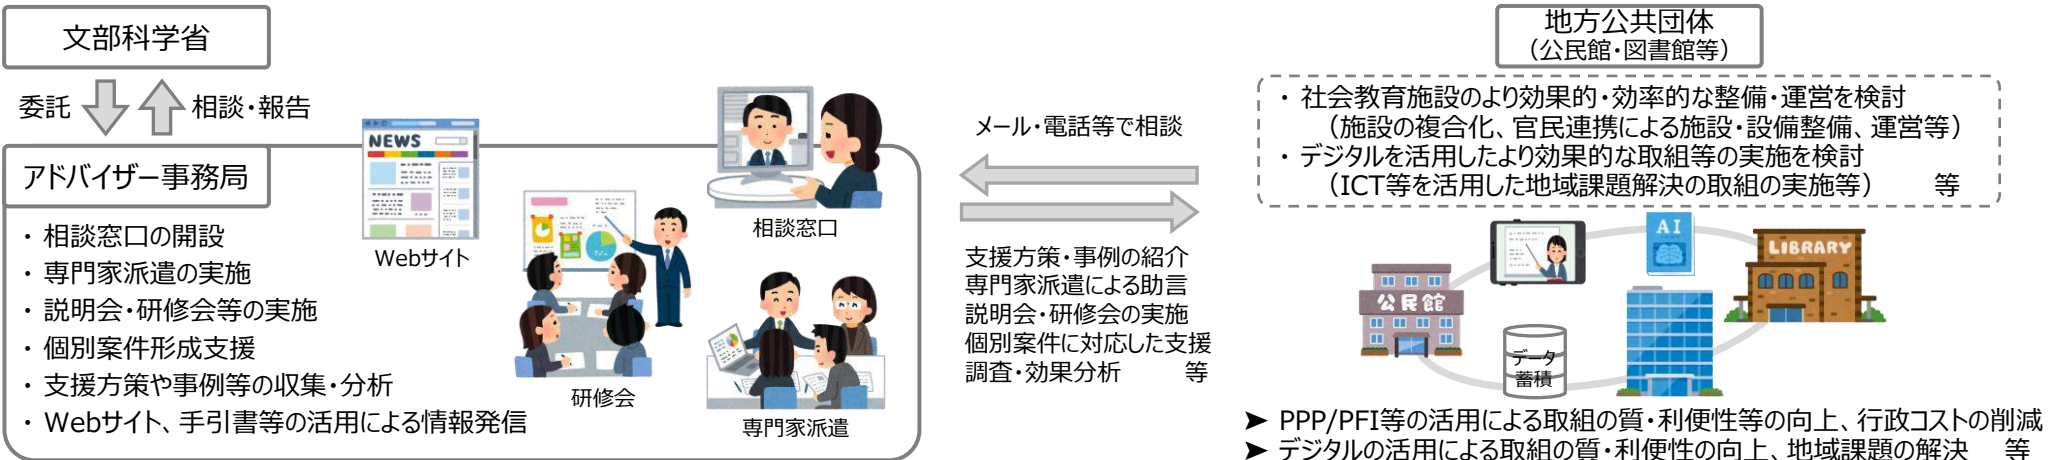 文部科学省
委託
相談・報告
アドバイザー事務局
・ 相談窓口の開設
・ 専門家派遣の実施
・ 説明会・研修会等の実施
・ 個別案件形成支援
・ 支援方策や事例等の収集・分析
・ Webサイト、手引書等の活用による情報発信
NEWS
Webサイト
研修会
相談窓口
専門家派遣
メール・電話等で相談
支援方策・事例の紹介
専門家派遣による助言
説明会・研修会の実施
個別案件に対応した支援
調査・効果分析 等
地方公共団体
（公民館・図書館等）
・ 社会教育施設のより効果的・効率的な整備・運営を検討
（施設の複合化、官民連携による施設・設備整備、運営等）
・ デジタルを活用したより効果的な取組等の実施を検討
（ICT等を活用した地域課題解決の取組の実施等） 等
AI
LIBRARY
公民館
データ
蓄積
➤ PPP/PFI等の活用による取組の質・利便性等の向上、行政コストの削減
➤ デジタルの活用による取組の質・利便性の向上、地域課題の解決 等